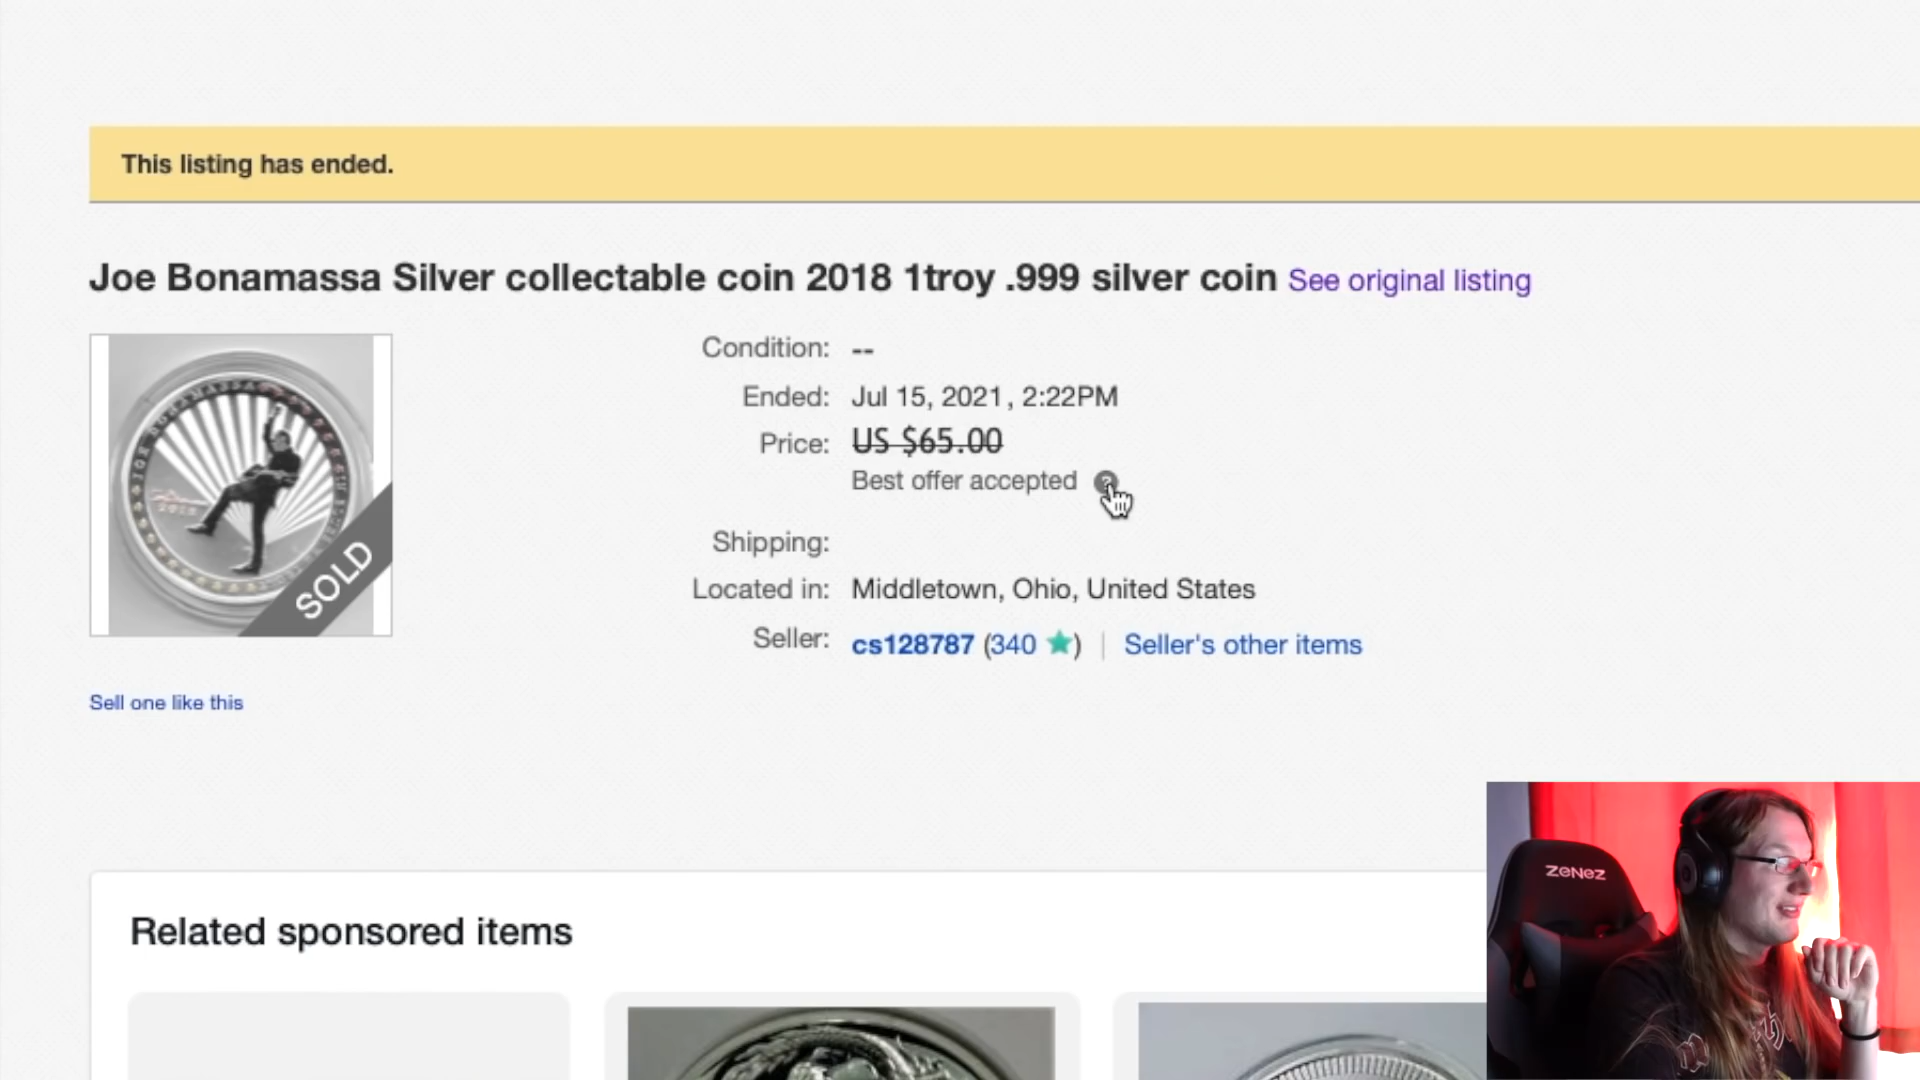 This listing has ended.
Joe Bonamassa Silver collectable coin 2018 1troy .999 silver coin See original listing
SOLD
Condition: --
Ended: Jul 15, 2021, 2:22PM
Price: US $65.00
Best offer accepted
Shipping:
Located in: Middletown, Ohio, United States
Seller: cs128787 (340 ★) | Seller's other items
Sell one like this
Related sponsored items
ZENEZ